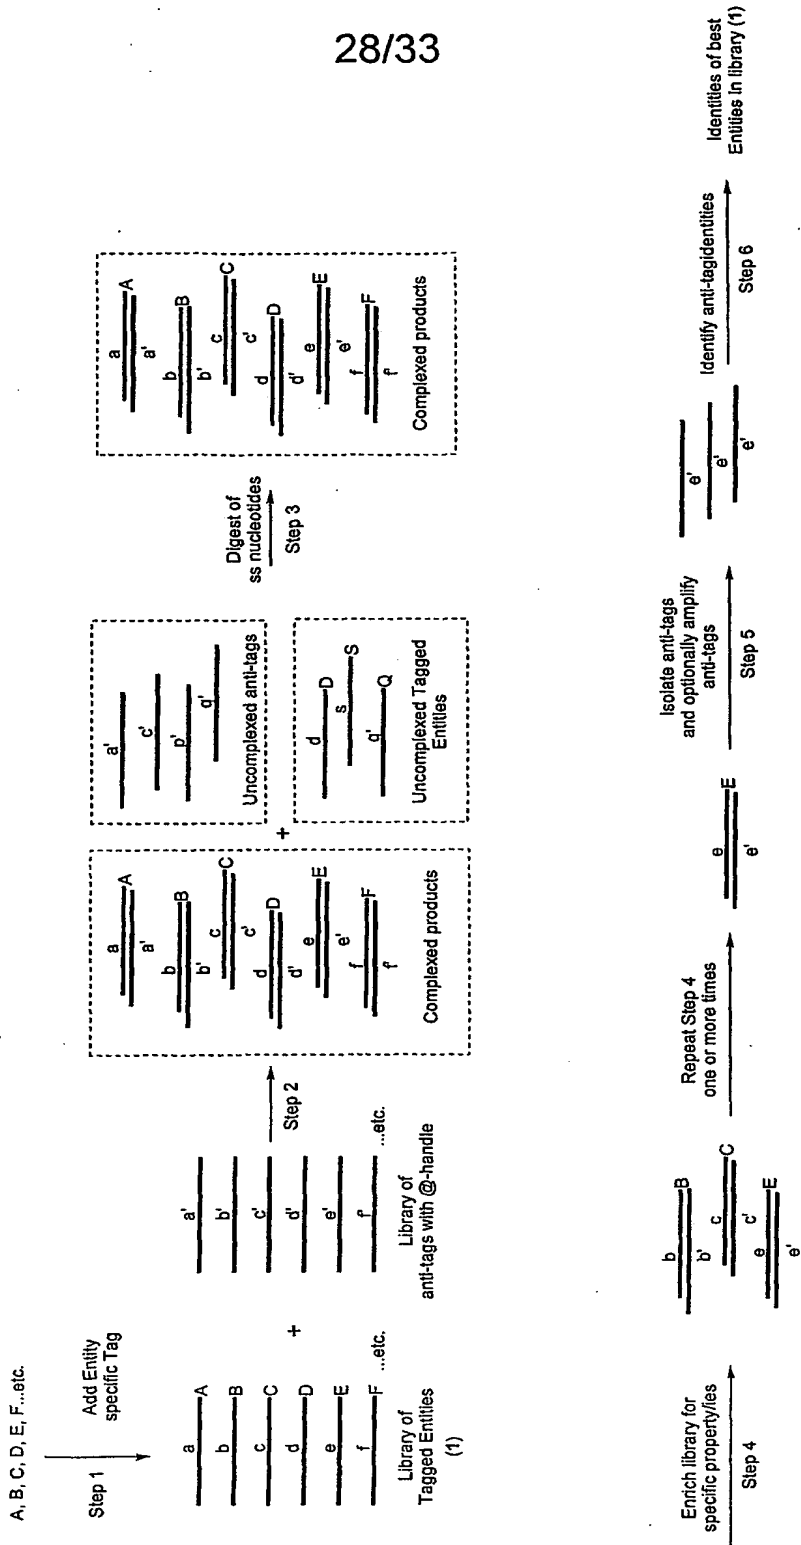 28/33
A, B, C, D, E, F...etc.
Step 1
Add Entity
specific Tag
a
A
b
B
c
C
d
D
e
E
f
F
...etc.
Library of
Tagged Entities
(1)
+
a'
b'
c'
d'
e'
f'
...etc.
Library of
anti-tags with @-handle
Step 2
a
A
a'
b
B
b'
c
C
c'
d
D
d'
e
E
e'
f
F
f'
Complexed products
+
a'
c'
p'
q'
Uncomplexed anti-tags
d
D
s
S
q'
Q
Uncomplexed Tagged
Entities
Digest of
ss nucleotides
Step 3
a
A
a'
b
B
b'
c
C
c'
d
D
d'
e
E
e'
f
F
f'
Complexed products
Enrich library for
specific property/ies
Step 4
b
B
b'
c
C
c'
e
E
e'
Repeat Step 4
one or more times
e
E
e'
Isolate anti-tags
and optionally amplify
anti-tags
Step 5
e'
e'
e'
Identify anti-tagidentities
Step 6
Identities of best
Entities In library (1)